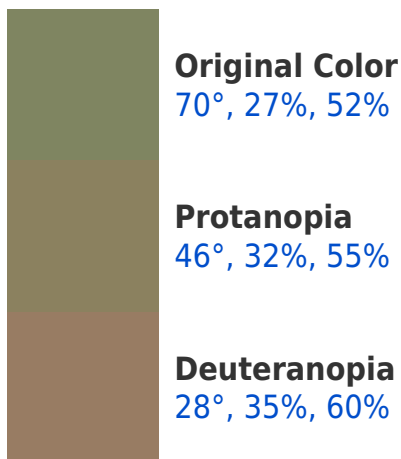 Original Color
70°, 27%, 52%
Protanopia
46°, 32%, 55%
Deuteranopia
28°, 35%, 60%